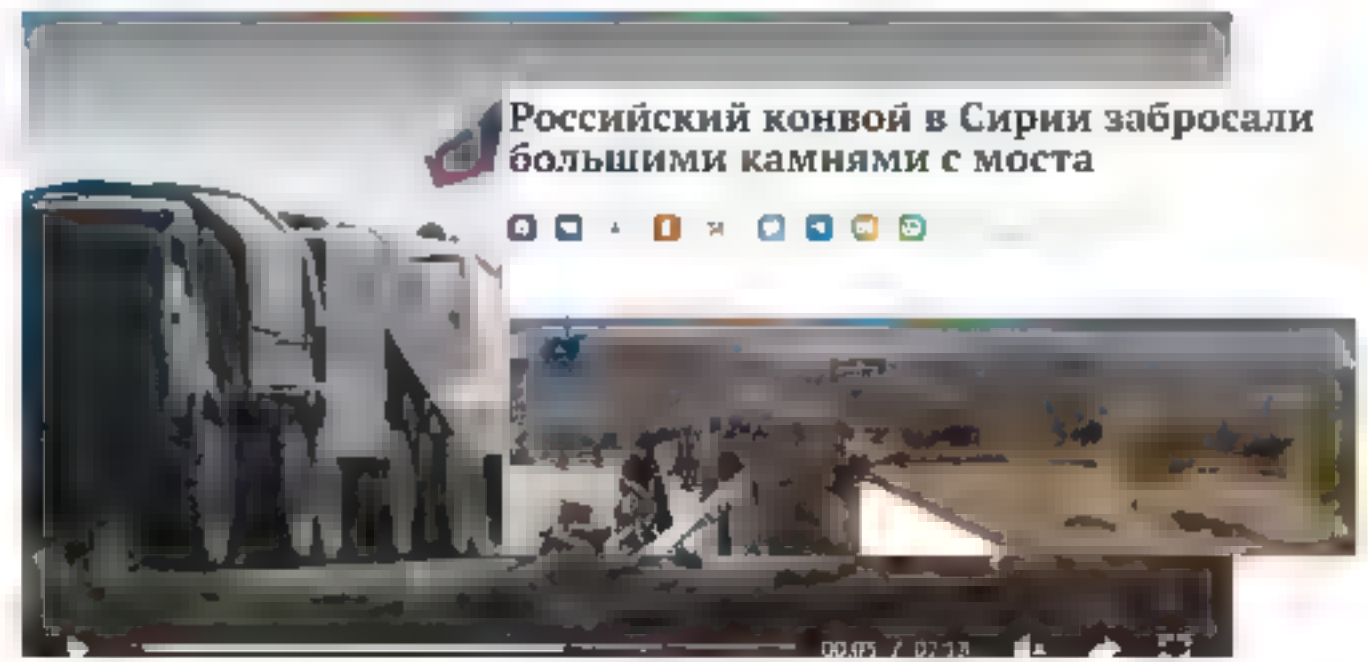 Российский конвой в Сирии забросали
большими камнями с моста